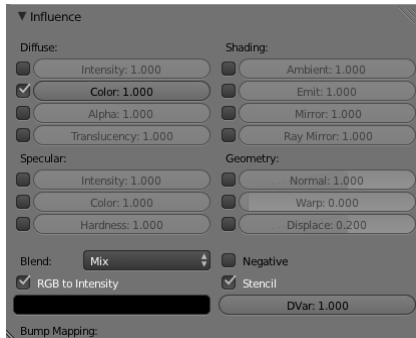 Influence
Diffuse: Shading:
Intensity: 1.000 Ambient: 1.000
Color: 1.000 Emit: 1.000
Alpha: 1.000 Mirror: 1.000
Translucency: 1.000 Ray Mirror: 1.000
Specular: Geometry:
Intensity: 1.000 Normal: 1.000
Color: 1.000 Warp: 0.000
Hardness: 1.000 Displace: 0.200
Blend: Mix Negative
RGB to Intensity Stencil
DVar: 1.000
Bump Mapping: